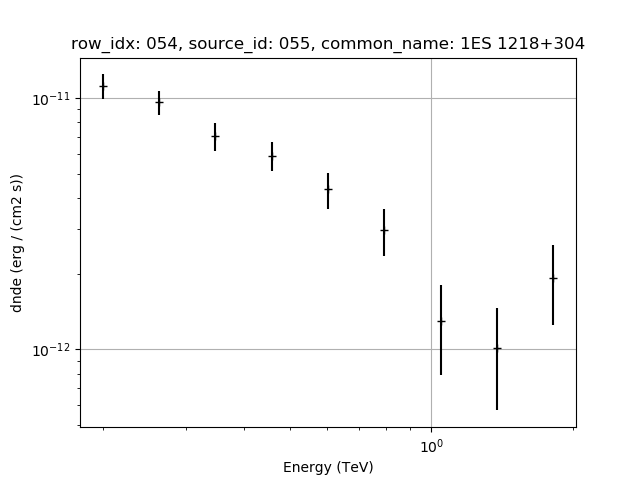 row_idx: 054, source_id: 055, common_name: 1ES 1218+304
dnde (erg / (cm2 s))
10⁻¹¹
10⁻¹²
10⁰
Energy (TeV)